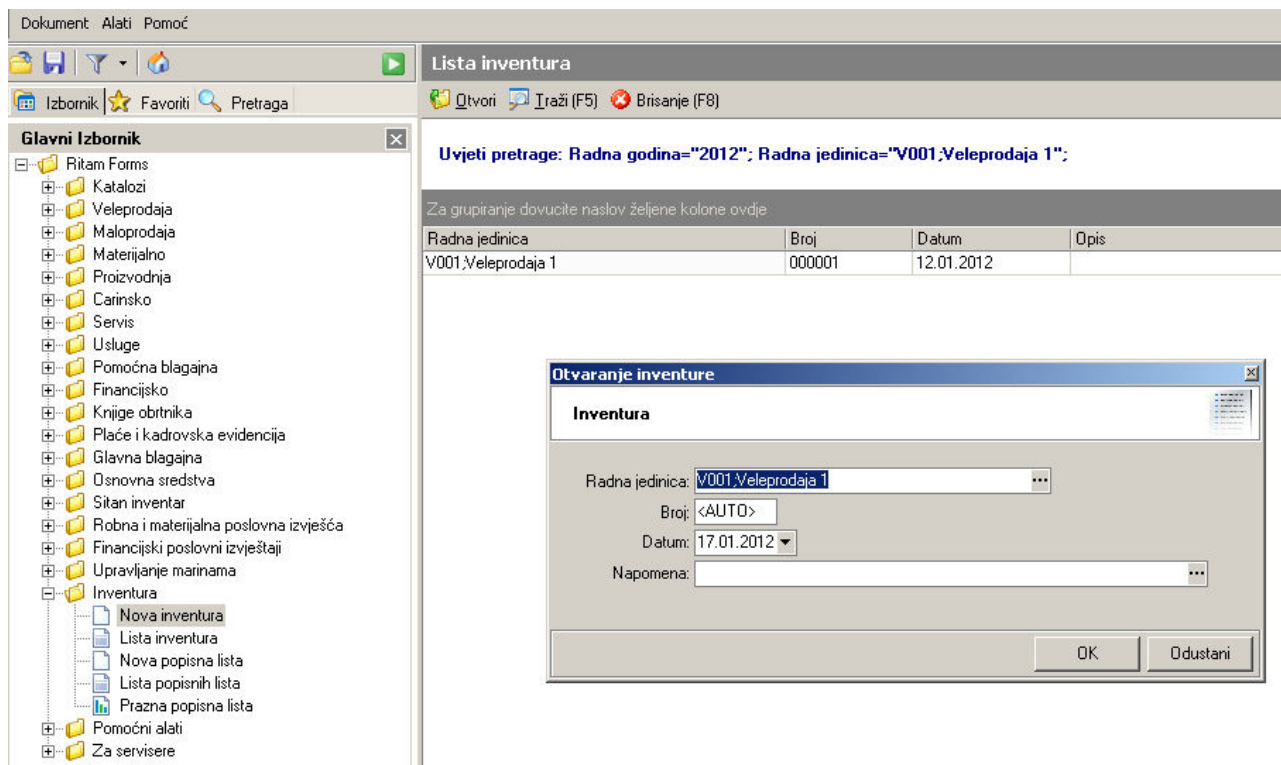 Dokument Alati Pomoć
Izbornik Favoriti Pretraga
Glavni Izbornik
Ritam Forms
Katalozi
Veleprodaja
Maloprodaja
Materijalno
Proizvodnja
Carinsko
Servis
Usluge
Pomoćna blagajna
Financijsko
Knjige obrtnika
Plaće i kadrovska evidencija
Glavna blagajna
Osnovna sredstva
Sitan inventar
Robna i materijalna poslovna izvješća
Financijski poslovni izvještaji
Upravljanje marinama
Inventura
Nova inventura
Lista inventura
Nova popisna lista
Lista popisnih lista
Prazna popisna lista
Pomoćni alati
Za servisere
Lista inventura
Otvori Traži (F5) Brisanje (F8)
Uvjeti pretrage: Radna godina="2012"; Radna jedinica="V001;Veleprodaja 1";
Za grupiranje dovucite naslov željene kolone ovdje
Radna jedinica Broj Datum Opis
V001;Veleprodaja 1 000001 12.01.2012
Otvaranje inventure
Inventura
Radna jedinica: V001;Veleprodaja 1 ...
Broj: <AUTO>
Datum: 17.01.2012
Napomena: ...
OK Odustani